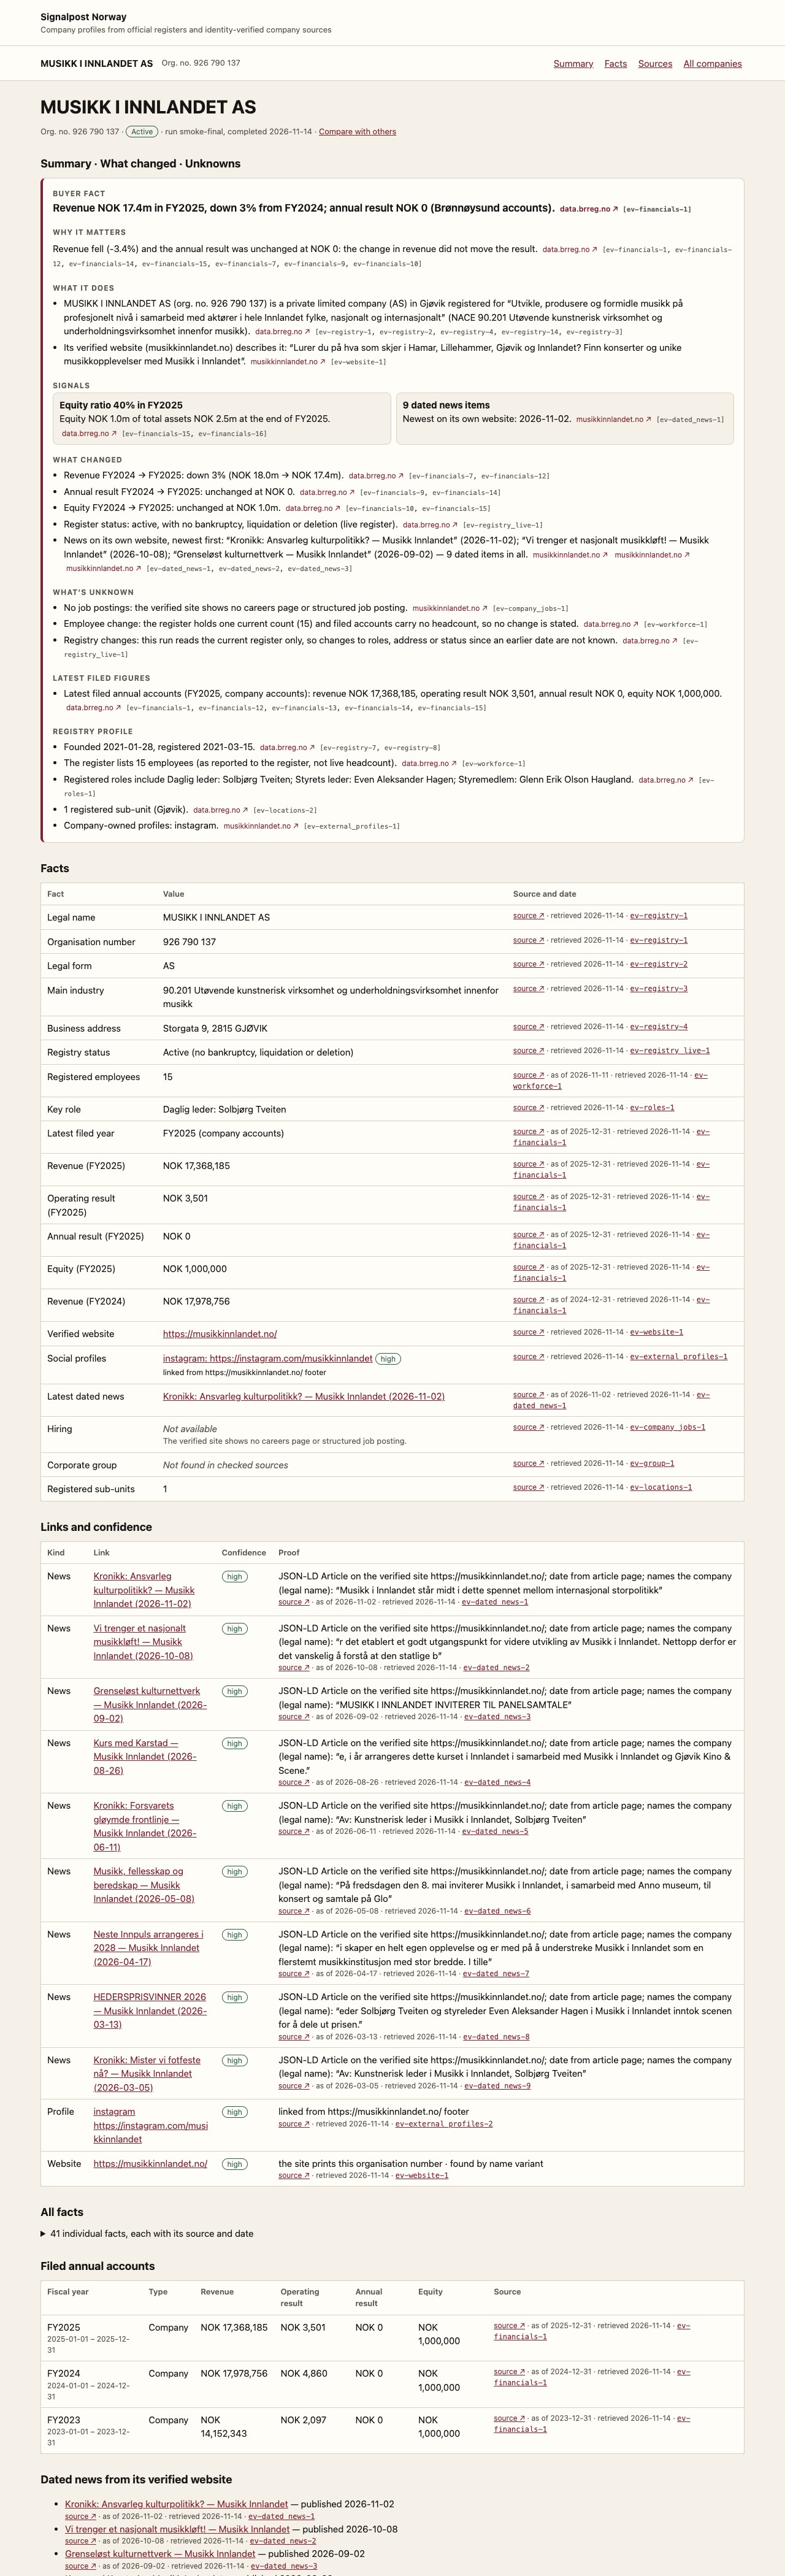 Signalpost Norway
Company profiles from official registers and identity-verified company sources
MUSIKK I INNLANDET AS Org. no. 926 790 137
Summary Facts Sources All companies
MUSIKK I INNLANDET AS
Org. no. 926 790 137 · Active · run smoke-final, completed 2026-11-14 · Compare with others
Summary · What changed · Unknowns
BUYER FACT
Revenue NOK 17.4m in FY2025, down 3% from FY2024; annual result NOK 0 (Brønnøysund accounts). data.brreg.no ↗ [ev-financials-1]
WHY IT MATTERS
Revenue fell (-3.4%) and the annual result was unchanged at NOK 0: the change in revenue did not move the result. data.brreg.no ↗ [ev-financials-1, ev-financials-
12, ev-financials-14, ev-financials-15, ev-financials-7, ev-financials-9, ev-financials-10]
WHAT IT DOES
• MUSIKK I INNLANDET AS (org. no. 926 790 137) is a private limited company (AS) in Gjøvik registered for “Utvikle, produsere og formidle musikk på
profesjonelt nivå i samarbeid med aktører i hele Innlandet fylke, nasjonalt og internasjonalt” (NACE 90.201 Utøvende kunstnerisk virksomhet og
underholdningsvirksomhet innenfor musikk). data.brreg.no ↗ [ev-registry-1, ev-registry-2, ev-registry-4, ev-registry-14, ev-registry-3]
• Its verified website (musikkinnlandet.no) describes it: “Lurer du på hva som skjer i Hamar, Lillehammer, Gjøvik og Innlandet? Finn konserter og unike
musikkopplevelser med Musikk i Innlandet”. musikkinnlandet.no ↗ [ev-website-1]
SIGNALS
Equity ratio 40% in FY2025
Equity NOK 1.0m of total assets NOK 2.5m at the end of FY2025.
data.brreg.no ↗ [ev-financials-15, ev-financials-16]
9 dated news items
Newest on its own website: 2026-11-02. musikkinnlandet.no ↗ [ev-dated_news-1]
WHAT CHANGED
• Revenue FY2024 → FY2025: down 3% (NOK 18.0m → NOK 17.4m). data.brreg.no ↗ [ev-financials-7, ev-financials-12]
• Annual result FY2024 → FY2025: unchanged at NOK 0. data.brreg.no ↗ [ev-financials-9, ev-financials-14]
• Equity FY2024 → FY2025: unchanged at NOK 1.0m. data.brreg.no ↗ [ev-financials-10, ev-financials-15]
• Register status: active, with no bankruptcy, liquidation or deletion (live register). data.brreg.no ↗ [ev-registry_live-1]
• News on its own website, newest first: “Kronikk: Ansvarleg kulturpolitikk? — Musikk Innlandet” (2026-11-02); “Vi trenger et nasjonalt musikkløft! — Musikk
Innlandet” (2026-10-08); “Grenseløst kulturnettverk — Musikk Innlandet” (2026-09-02) — 9 dated items in all. musikkinnlandet.no ↗ musikkinnlandet.no ↗
musikkinnlandet.no ↗ [ev-dated_news-1, ev-dated_news-2, ev-dated_news-3]
WHAT'S UNKNOWN
• No job postings: the verified site shows no careers page or structured job posting. musikkinnlandet.no ↗ [ev-company_jobs-1]
• Employee change: the register holds one current count (15) and filed accounts carry no headcount, so no change is stated. data.brreg.no ↗ [ev-workforce-1]
• Registry changes: this run reads the current register only, so changes to roles, address or status since an earlier date are not known. data.brreg.no ↗ [ev-
registry_live-1]
LATEST FILED FIGURES
• Latest filed annual accounts (FY2025, company accounts): revenue NOK 17,368,185, operating result NOK 3,501, annual result NOK 0, equity NOK 1,000,000.
data.brreg.no ↗ [ev-financials-1, ev-financials-12, ev-financials-13, ev-financials-14, ev-financials-15]
REGISTRY PROFILE
• Founded 2021-01-28, registered 2021-03-15. data.brreg.no ↗ [ev-registry-7, ev-registry-8]
• The register lists 15 employees (as reported to the register, not live headcount). data.brreg.no ↗ [ev-workforce-1]
• Registered roles include Daglig leder: Solbjørg Tveiten; Styrets leder: Even Aleksander Hagen; Styremedlem: Glenn Erik Olson Haugland. data.brreg.no ↗ [ev-
roles-1]
• 1 registered sub-unit (Gjøvik). data.brreg.no ↗ [ev-locations-2]
• Company-owned profiles: instagram. musikkinnlandet.no ↗ [ev-external_profiles-1]
Facts
Fact Value Source and date
Legal name MUSIKK I INNLANDET AS source ↗ · retrieved 2026-11-14 · ev-registry-1
Organisation number 926 790 137 source ↗ · retrieved 2026-11-14 · ev-registry-1
Legal form AS source ↗ · retrieved 2026-11-14 · ev-registry-2
Main industry 90.201 Utøvende kunstnerisk virksomhet og underholdningsvirksomhet innenfor source ↗ · retrieved 2026-11-14 · ev-registry-3
musikk
Business address Storgata 9, 2815 GJØVIK source ↗ · retrieved 2026-11-14 · ev-registry-4
Registry status Active (no bankruptcy, liquidation or deletion) source ↗ · retrieved 2026-11-14 · ev-registry_live-1
Registered employees 15 source ↗ · as of 2026-11-11 · retrieved 2026-11-14 · ev-
workforce-1
Key role Daglig leder: Solbjørg Tveiten source ↗ · retrieved 2026-11-14 · ev-roles-1
Latest filed year FY2025 (company accounts) source ↗ · as of 2025-12-31 · retrieved 2026-11-14 · ev-
financials-1
Revenue (FY2025) NOK 17,368,185 source ↗ · as of 2025-12-31 · retrieved 2026-11-14 · ev-
financials-1
Operating result NOK 3,501 source ↗ · as of 2025-12-31 · retrieved 2026-11-14 · ev-
(FY2025) financials-1
Annual result (FY2025) NOK 0 source ↗ · as of 2025-12-31 · retrieved 2026-11-14 · ev-
financials-1
Equity (FY2025) NOK 1,000,000 source ↗ · as of 2025-12-31 · retrieved 2026-11-14 · ev-
financials-1
Revenue (FY2024) NOK 17,978,756 source ↗ · as of 2024-12-31 · retrieved 2026-11-14 · ev-
financials-1
Verified website https://musikkinnlandet.no/ source ↗ · retrieved 2026-11-14 · ev-website-1
Social profiles instagram: https://instagram.com/musikkinnlandet high source ↗ · retrieved 2026-11-14 · ev-external_profiles-1
linked from https://musikkinnlandet.no/ footer
Latest dated news Kronikk: Ansvarleg kulturpolitikk? — Musikk Innlandet (2026-11-02) source ↗ · as of 2026-11-02 · retrieved 2026-11-14 · ev-
dated_news-1
Hiring Not available source ↗ · retrieved 2026-11-14 · ev-company_jobs-1
The verified site shows no careers page or structured job posting.
Corporate group Not found in checked sources source ↗ · retrieved 2026-11-14 · ev-group-1
Registered sub-units 1 source ↗ · retrieved 2026-11-14 · ev-locations-1
Links and confidence
Kind Link Confidence Proof
News Kronikk: Ansvarleg kulturpolitikk? — Musikk Innlandet (2026-11-02) high JSON-LD Article on the verified site https://musikkinnlandet.no/; date from article page; names the company
(legal name): “Musikk i Innlandet står midt i dette spennet mellom internasjonal storpolitikk”
source ↗ · as of 2026-11-02 · retrieved 2026-11-14 · ev-dated_news-1
News Vi trenger et nasjonalt musikkløft! — Musikk Innlandet (2026-10-08) high JSON-LD Article on the verified site https://musikkinnlandet.no/; date from article page; names the company
(legal name): “r det etablert et godt utgangspunkt for videre utvikling av Musikk i Innlandet. Nettopp derfor er
det vanskelig å forstå at den statlige b”
source ↗ · as of 2026-10-08 · retrieved 2026-11-14 · ev-dated_news-2
News Grenseløst kulturnettverk — Musikk Innlandet (2026-09-02) high JSON-LD Article on the verified site https://musikkinnlandet.no/; date from article page; names the company
(legal name): “MUSIKK I INNLANDET INVITERER TIL PANELSAMTALE”
source ↗ · as of 2026-09-02 · retrieved 2026-11-14 · ev-dated_news-3
News Kurs med Karstad — Musikk Innlandet (2026-08-26) high JSON-LD Article on the verified site https://musikkinnlandet.no/; date from article page; names the company
(legal name): “e, i år arrangeres dette kurset i Innlandet i samarbeid med Musikk i Innlandet og Gjøvik Kino &
Scene.”
source ↗ · as of 2026-08-26 · retrieved 2026-11-14 · ev-dated_news-4
News Kronikk: Forsvarets gløymde frontlinje — Musikk Innlandet (2026-06-11) high JSON-LD Article on the verified site https://musikkinnlandet.no/; date from article page; names the company
(legal name): “Av: Kunstnerisk leder i Musikk i Innlandet, Solbjørg Tveiten”
source ↗ · as of 2026-06-11 · retrieved 2026-11-14 · ev-dated_news-5
News Musikk, fellesskap og beredskap — Musikk Innlandet (2026-05-08) high JSON-LD Article on the verified site https://musikkinnlandet.no/; date from article page; names the company
(legal name): “På fredsdagen den 8. mai inviterer Musikk i Innlandet, i samarbeid med Anno museum, til
konsert og samtale på Glo”
source ↗ · as of 2026-05-08 · retrieved 2026-11-14 · ev-dated_news-6
News Neste Innpuls arrangeres i 2028 — Musikk Innlandet (2026-04-17) high JSON-LD Article on the verified site https://musikkinnlandet.no/; date from article page; names the company
(legal name): “i skaper en helt egen opplevelse og er med på å understreke Musikk i Innlandet som en
flerstemt musikkinstitusjon med stor bredde. I tille”
source ↗ · as of 2026-04-17 · retrieved 2026-11-14 · ev-dated_news-7
News HEDERSPRISVINNER 2026 — Musikk Innlandet (2026-03-13) high JSON-LD Article on the verified site https://musikkinnlandet.no/; date from article page; names the company
(legal name): “eder Solbjørg Tveiten og styreleder Even Aleksander Hagen i Musikk i Innlandet inntok scenen
for å dele ut prisen.”
source ↗ · as of 2026-03-13 · retrieved 2026-11-14 · ev-dated_news-8
News Kronikk: Mister vi fotfeste nå? — Musikk Innlandet (2026-03-05) high JSON-LD Article on the verified site https://musikkinnlandet.no/; date from article page; names the company
(legal name): “Av: Kunstnerisk leder i Musikk i Innlandet, Solbjørg Tveiten”
source ↗ · as of 2026-03-05 · retrieved 2026-11-14 · ev-dated_news-9
Profile instagram https://instagram.com/musikkinnlandet high linked from https://musikkinnlandet.no/ footer
source ↗ · retrieved 2026-11-14 · ev-external_profiles-2
Website https://musikkinnlandet.no/ high the site prints this organisation number · found by name variant
source ↗ · retrieved 2026-11-14 · ev-website-1
All facts
▶ 41 individual facts, each with its source and date
Filed annual accounts
Fiscal year Type Revenue Operating result Annual result Equity Source
FY2025 Company NOK 17,368,185 NOK 3,501 NOK 0 NOK 1,000,000 source ↗ · as of 2025-12-31 · retrieved 2026-11-14 · ev-financials-1
2025-01-01 – 2025-12-31
FY2024 Company NOK 17,978,756 NOK 4,860 NOK 0 NOK 1,000,000 source ↗ · as of 2024-12-31 · retrieved 2026-11-14 · ev-financials-1
2024-01-01 – 2024-12-31
FY2023 Company NOK 14,152,343 NOK 2,097 NOK 0 NOK 1,000,000 source ↗ · as of 2023-12-31 · retrieved 2026-11-14 · ev-financials-1
2023-01-01 – 2023-12-31
Dated news from its verified website
• Kronikk: Ansvarleg kulturpolitikk? — Musikk Innlandet — published 2026-11-02
source ↗ · as of 2026-11-02 · retrieved 2026-11-14 · ev-dated_news-1
• Vi trenger et nasjonalt musikkløft! — Musikk Innlandet — published 2026-10-08
source ↗ · as of 2026-10-08 · retrieved 2026-11-14 · ev-dated_news-2
• Grenseløst kulturnettverk — Musikk Innlandet — published 2026-09-02
source ↗ · as of 2026-09-02 · retrieved 2026-11-14 · ev-dated_news-3